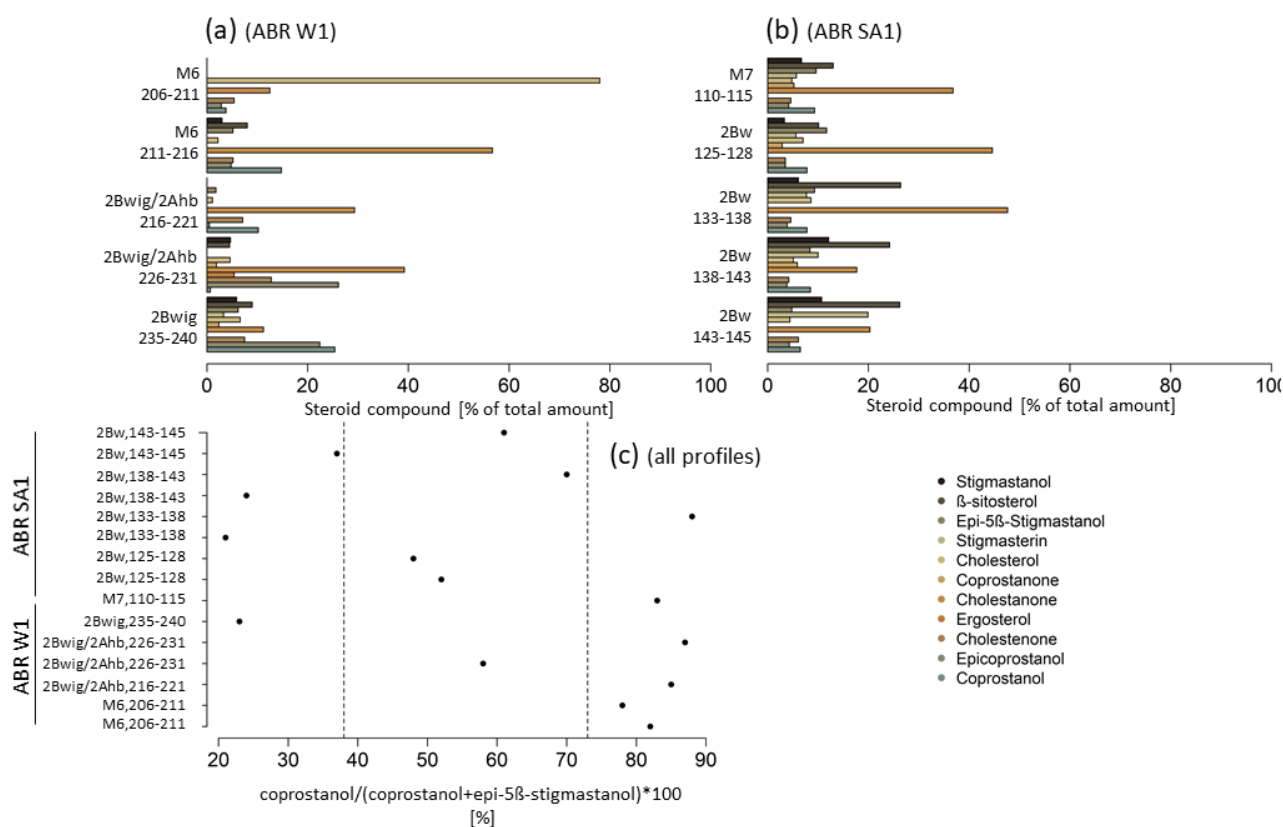 (a) (ABR W1)
M6
206-211
M6
211-216
2Bwig/2Ahb
216-221
2Bwig/2Ahb
226-231
2Bwig
235-240
0 20 40 60 80 100
Steroid compound [% of total amount]
(b) (ABR SA1)
M7
110-115
2Bw
125-128
2Bw
133-138
2Bw
138-143
2Bw
143-145
0 20 40 60 80 100
Steroid compound [% of total amount]
(c) (all profiles)
ABR SA1
ABR W1
2Bw,143-145
2Bw,143-145
2Bw,138-143
2Bw,138-143
2Bw,133-138
2Bw,133-138
2Bw,125-128
2Bw,125-128
M7,110-115
2Bwig,235-240
2Bwig/2Ahb,226-231
2Bwig/2Ahb,226-231
2Bwig/2Ahb,216-221
M6,206-211
M6,206-211
20 30 40 50 60 70 80 90
coprostanol/(coprostanol+epi-5ß-stigmastanol)*100
[%]
Stigmastanol
ß-sitosterol
Epi-5ß-Stigmastanol
Stigmasterin
Cholesterol
Coprostanone
Cholestanone
Ergosterol
Cholestenone
Epicoprostanol
Coprostanol